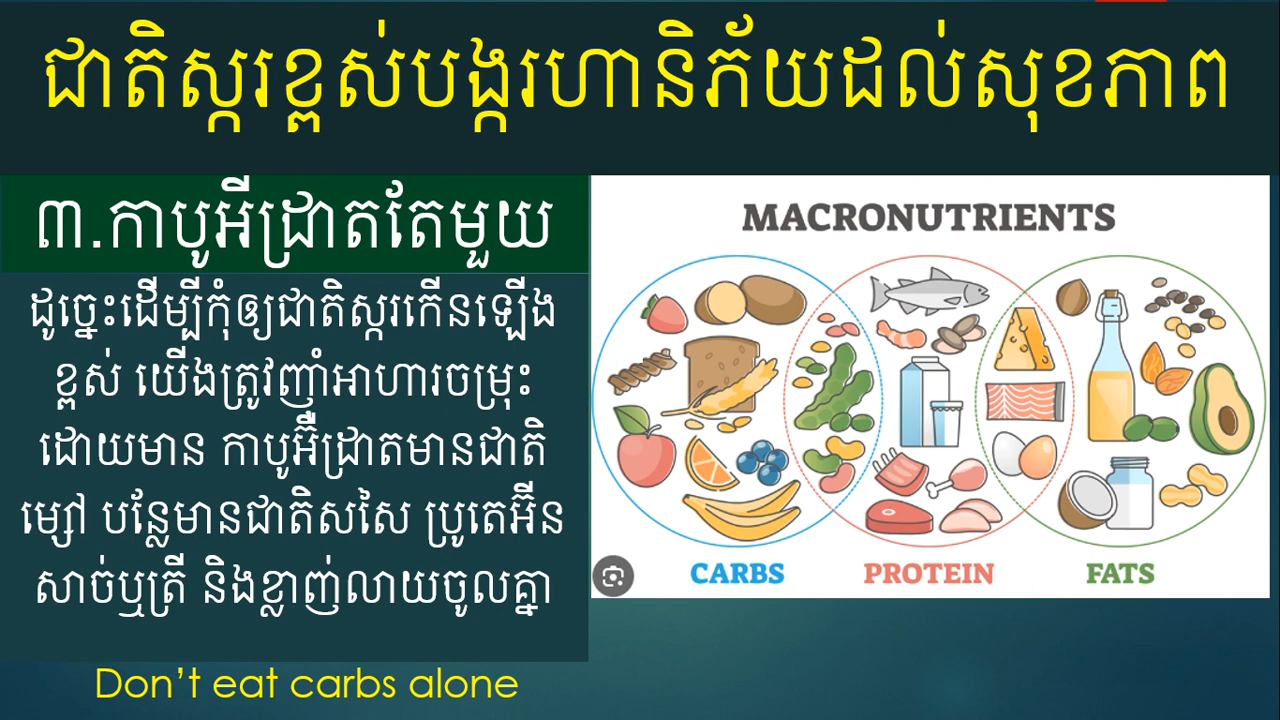 ជាតិស្ករខ្ពស់បង្ករហានិភ័យដល់សុខភាព
៣.កាបូអ៊ីដ្រាតតែមួយ
ដូច្នេះដើម្បីកុំឲ្យជាតិស្ករកើនឡើង
ខ្ពស់ យើងត្រូវញ៉ាំអាហារចម្រុះ
ដោយមាន កាបូអ៊ីដ្រាតមានជាតិ
ម្សៅ បន្លែមានជាតិសសៃ ប្រូតេអ៊ីន
សាច់ឬត្រី និងខ្លាញ់លាយចូលគ្នា
Don't eat carbs alone
MACRONUTRIENTS
CARBS
PROTEIN
FATS